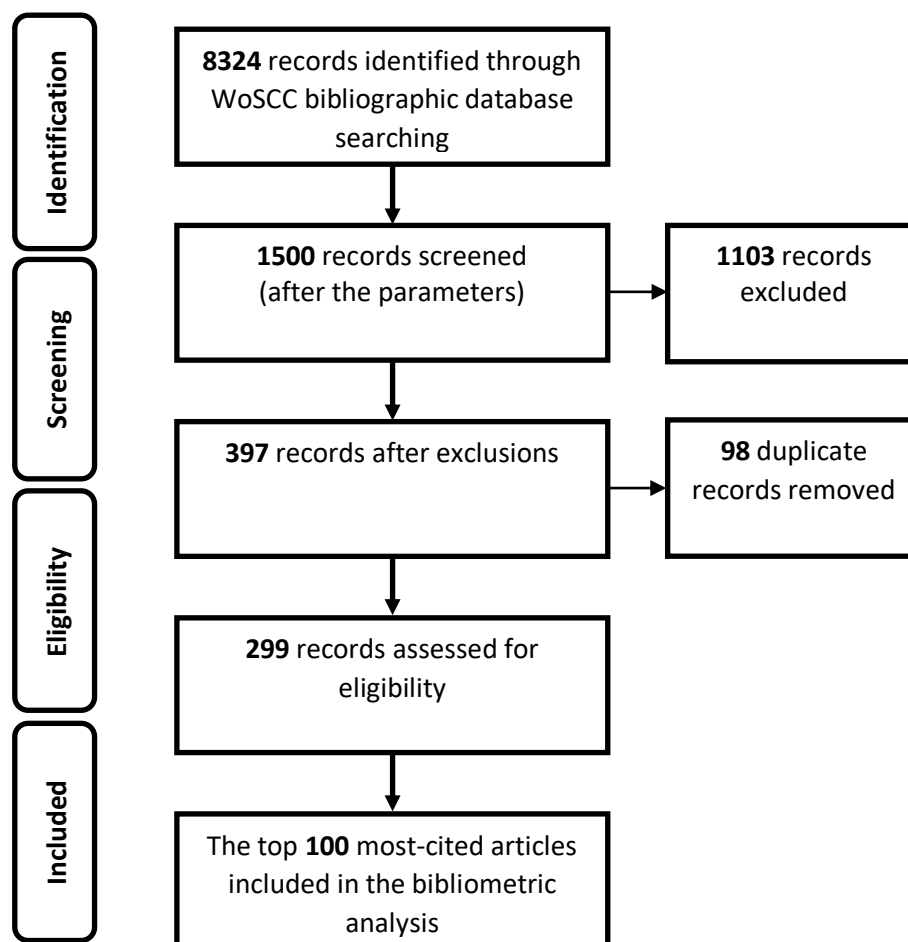 Identification
8324 records identified through
WoSCC bibliographic database
searching
Screening
1500 records screened
(after the parameters)
1103 records
excluded
397 records after exclusions
98 duplicate
records removed
Eligibility
299 records assessed for
eligibility
Included
The top 100 most-cited articles
included in the bibliometric
analysis